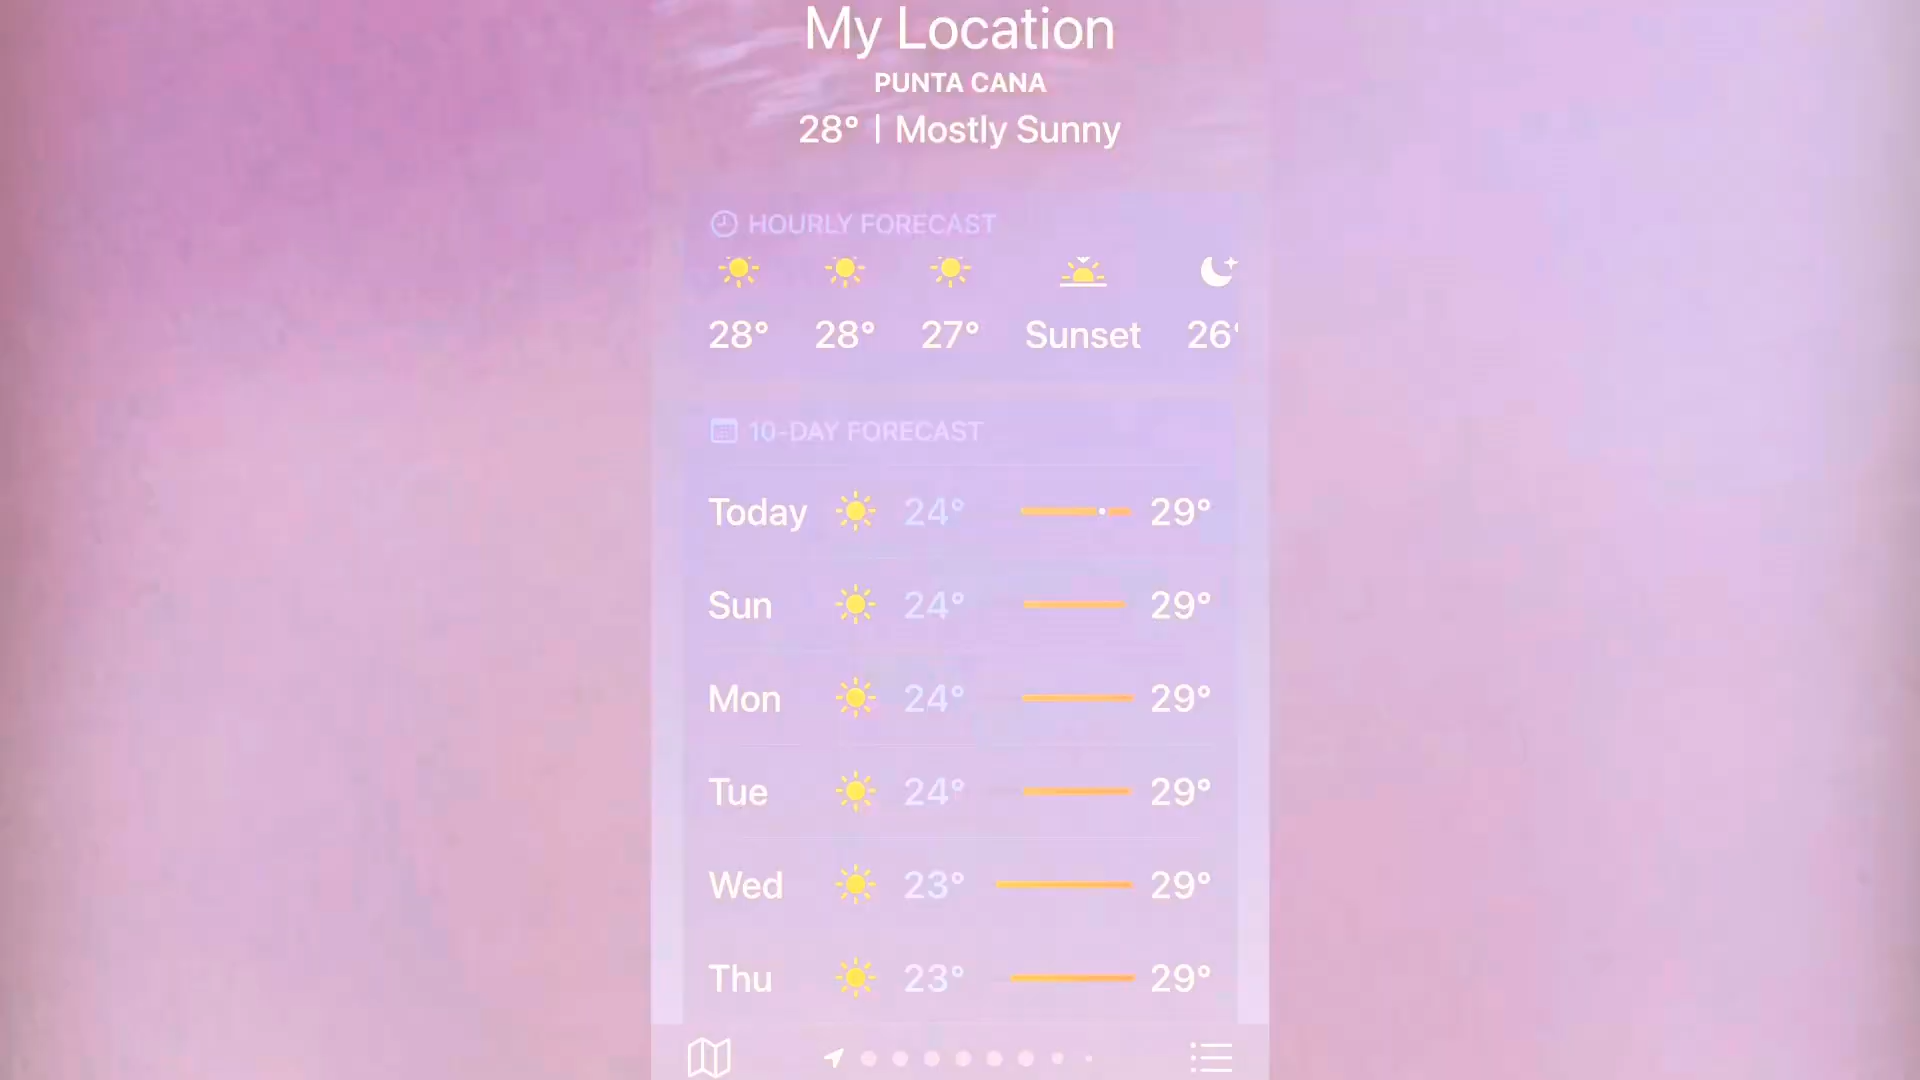 My Location
PUNTA CANA
28° | Mostly Sunny
HOURLY FORECAST
28° 28° 27° Sunset 26°
10-DAY FORECAST
Today 24° 29°
Sun 24° 29°
Mon 24° 29°
Tue 24° 29°
Wed 23° 29°
Thu 23° 29°